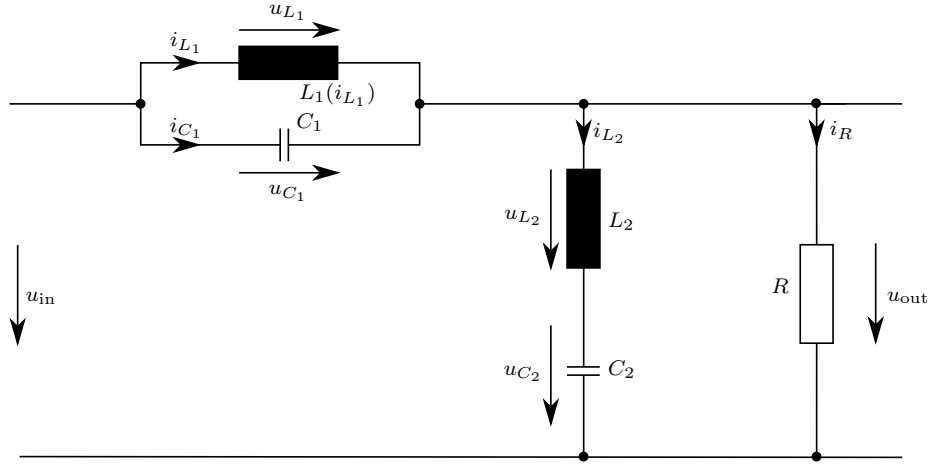 u_{L_1}
i_{L_1}
L_1(i_{L_1})
i_{C_1}
C_1
u_{C_1}
i_{L_2}
i_R
u_{L_2}
L_2
u_{in}
R
u_{out}
u_{C_2}
C_2